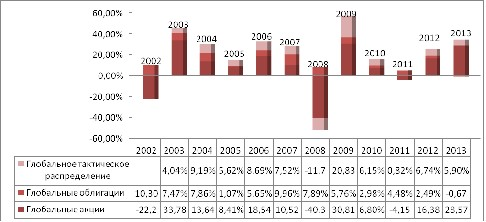 60,00%
40,00%
20,00%
0,00%
-20,00%
-40,00%
-60,00%
2002 2003 2004 2005 2006 2007 2008 2009 2010 2011 2012 2013
2002 2003 2004 2005 2006 2007 2008 2009 2010 2011 2012 2013
Глобальное тактическое распределение 4,04% 9,19% 5,62% 8,69% 7,52% -11,7 20,83 6,15% 0,32% 6,74% 5,90%
Глобальные облигации 10,30 7,47% 7,86% 1,07% 5,65% 9,96% 7,89% 5,76% 2,98% 4,48% 2,49% -0,67
Глобальные акции -22,2 33,78 13,64 8,41% 18,54 10,52 -40,3 30,81 6,80% -4,15 16,38 28,57